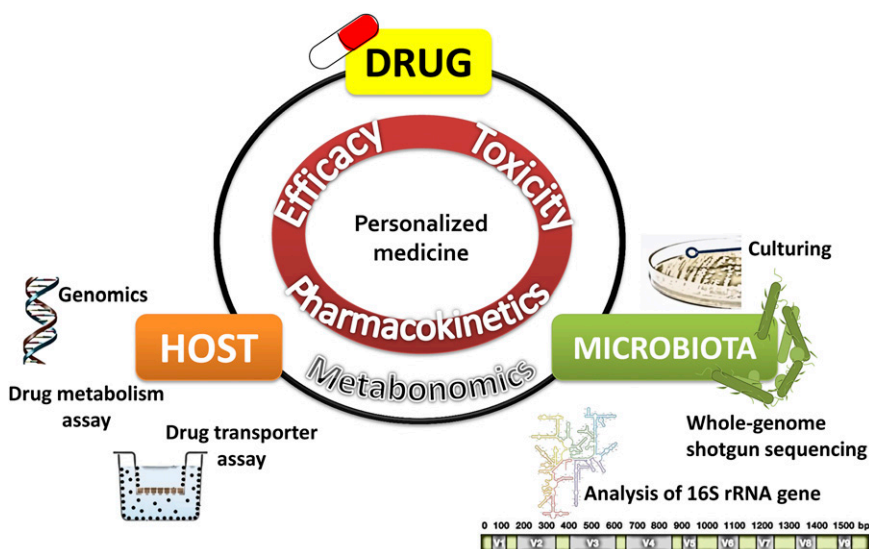 DRUG
Efficacy
Toxicity
Personalized
medicine
Pharmacokinetics
Culturing
Genomics
HOST
MICROBIOTA
Metabonomics
Drug metabolism
assay
Drug transporter
assay
Whole-genome
shotgun sequencing
Analysis of 16S rRNA gene
0 100 200 300 400 500 600 700 800 900 1000 1100 1200 1300 1400 1500 bp
V1 V2 V3 V4 V5 V6 V7 V8 V9